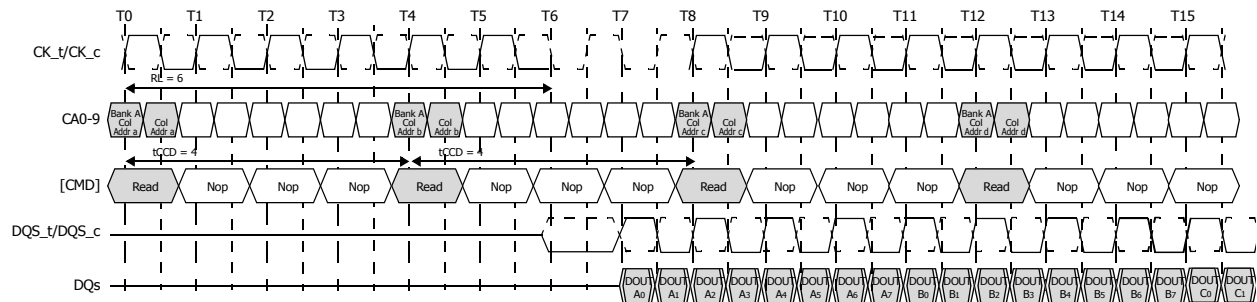 T0 T1 T2 T3 T4 T5 T6 T7 T8 T9 T10 T11 T12 T13 T14 T15
CK_t/CK_c
RL = 6
CA0-9 Bank A Col Addr a Col Addr a Bank A Col Addr b Col Addr b Bank A Col Addr c Col Addr c Bank A Col Addr d Col Addr d
tCCD = 4 tCCD = 4
[CMD] Read Nop Nop Nop Read Nop Nop Nop Read Nop Nop Nop Read Nop Nop Nop
DQS_t/DQS_c
DQs DOUT A0 DOUT A1 DOUT A2 DOUT A3 DOUT A4 DOUT A5 DOUT A6 DOUT A7 DOUT B0 DOUT B1 DOUT B2 DOUT B3 DOUT B4 DOUT B5 DOUT B6 DOUT B7 DOUT C0 DOUT C1